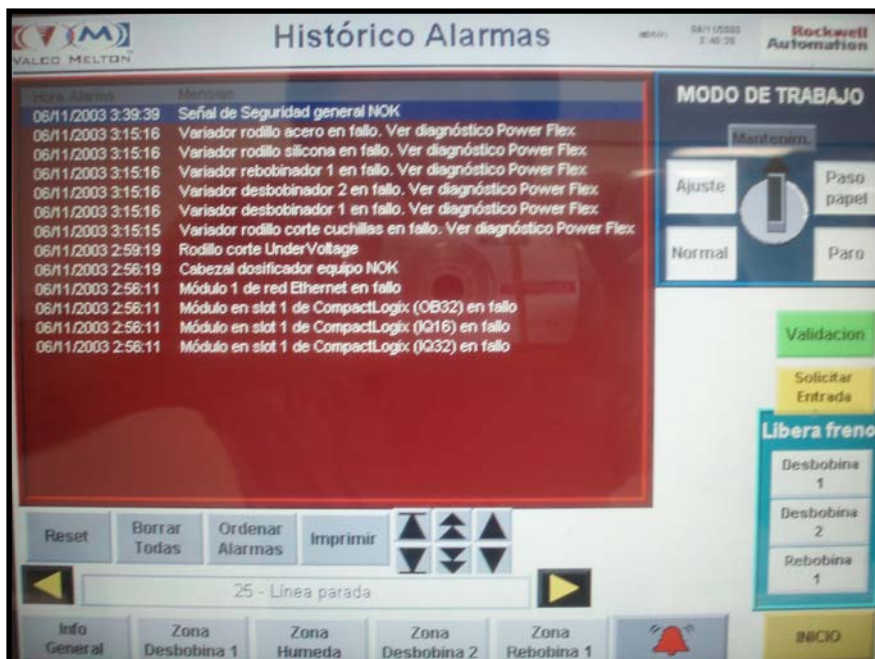 VALCO MELTON
Histórico Alarmas
Rockwell
Automation
Hora Alarma Mensaje
06/11/2003 3:39:39 Señal de Seguridad general NOK
06/11/2003 3:15:16 Variador rodillo acero en fallo. Ver diagnóstico Power Flex
06/11/2003 3:15:16 Variador rodillo silicona en fallo. Ver diagnóstico Power Flex
06/11/2003 3:15:16 Variador rebobinador 1 en fallo. Ver diagnóstico Power Flex
06/11/2003 3:15:16 Variador desbobinador 2 en fallo. Ver diagnóstico Power Flex
06/11/2003 3:15:16 Variador desbobinador 1 en fallo. Ver diagnóstico Power Flex
06/11/2003 3:15:15 Variador rodillo corte cuchillas en fallo. Ver diagnóstico Power Flex
06/11/2003 2:59:19 Rodillo corte UnderVoltage
06/11/2003 2:56:19 Cabezal dosificador equipo NOK
06/11/2003 2:56:11 Módulo 1 de red Ethernet en fallo
06/11/2003 2:56:11 Módulo en slot 1 de CompactLogix (OB32) en fallo
06/11/2003 2:56:11 Módulo en slot 1 de CompactLogix (IQ16) en fallo
06/11/2003 2:56:11 Módulo en slot 1 de CompactLogix (IQ32) en fallo
MODO DE TRABAJO
Mantenim.
Ajuste
Paso
papel
Normal
Paro
Validacion
Solicitar
Entrada
Libera freno
Desbobina
1
Desbobina
2
Rebobina
1
Reset
Borrar
Todas
Ordenar
Alarmas
Imprimir
25 - Línea parada
Info
General
Zona
Desbobina 1
Zona
Humeda
Zona
Desbobina 2
Zona
Rebobina 1
INICIO